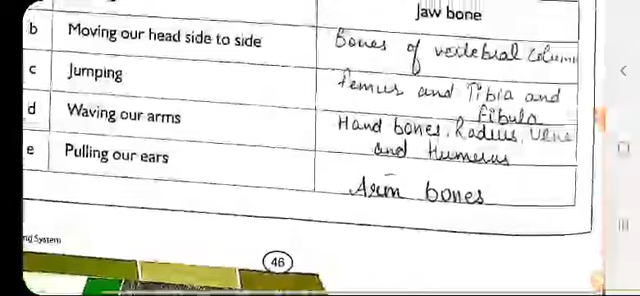 Jaw bone
b Moving our head side to side Bones of vertebral column
c Jumping Femus and Tibia and
Fibula
d Waving our arms Hand bones, Radius, Ulna
and Humerus
e Pulling our ears Arm bones
ng System
46